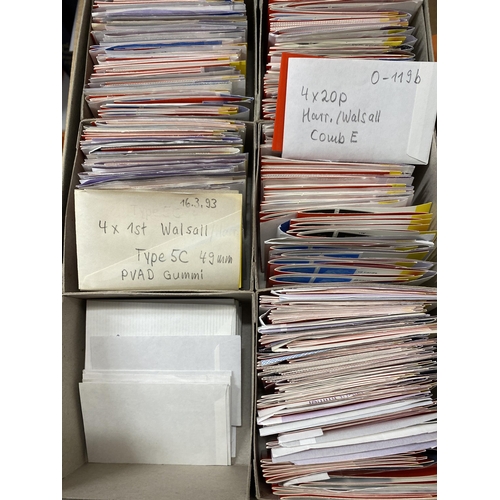 0-119b
4x20p
Harr./Walsall
Comb E
16.3.93
4 x 1st Walsall
Type 5C 49mm
PVAD Gummi